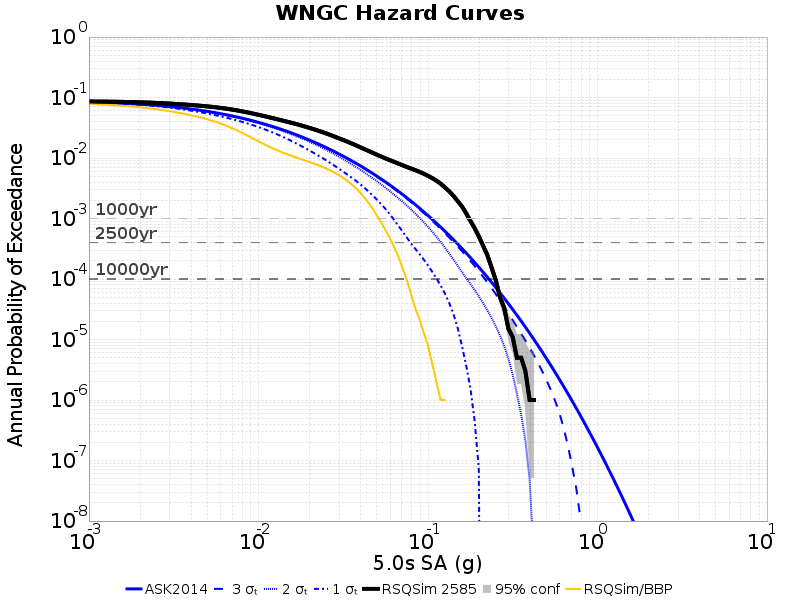 WNGC Hazard Curves
Annual Probability of Exceedance
10^0
10^-1
10^-2
10^-3
10^-4
10^-5
10^-6
10^-7
10^-8
1000yr
2500yr
10000yr
10^-3 10^-2 10^-1 10^0 10^1
5.0s SA (g)
ASK2014 3 σₜ 2 σₜ 1 σₜ RSQSim 2585 95% conf RSQSim/BBP